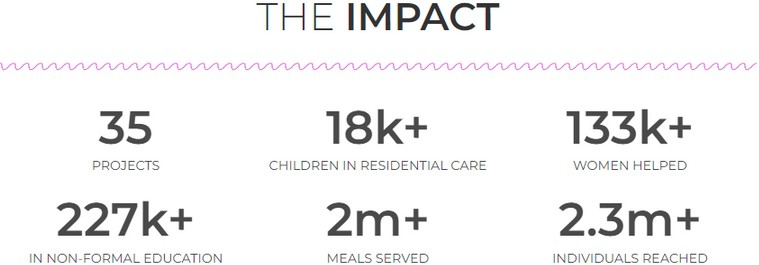 THE IMPACT
35 18k+ 133k+
PROJECTS CHILDREN IN RESIDENTIAL CARE WOMEN HELPED
227k+ 2m+ 2.3m+
IN NON-FORMAL EDUCATION MEALS SERVED INDIVIDUALS REACHED